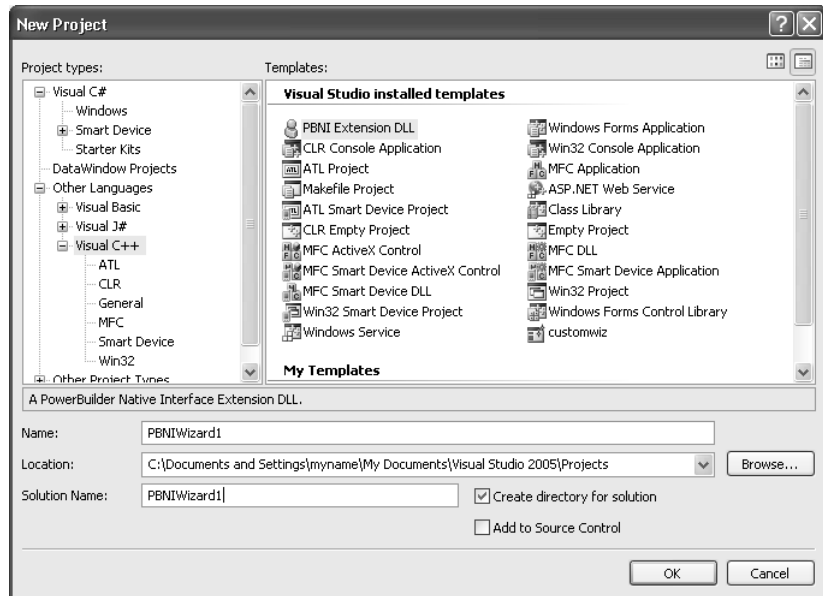 New Project
Project types:
Templates:
Visual C#
Windows
Smart Device
Starter Kits
DataWindow Projects
Other Languages
Visual Basic
Visual J#
Visual C++
ATL
CLR
General
MFC
Smart Device
Win32
Other Project Types
Visual Studio installed templates
PBNI Extension DLL
Windows Forms Application
CLR Console Application
Win32 Console Application
ATL Project
MFC Application
Makefile Project
ASP.NET Web Service
ATL Smart Device Project
Class Library
CLR Empty Project
Empty Project
MFC ActiveX Control
MFC DLL
MFC Smart Device ActiveX Control
MFC Smart Device Application
MFC Smart Device DLL
Win32 Project
Win32 Smart Device Project
Windows Forms Control Library
Windows Service
customwiz
My Templates
A PowerBuilder Native Interface Extension DLL.
Name:
PBNIWizard1
Location:
C:\Documents and Settings\myname\My Documents\Visual Studio 2005\Projects
Browse...
Solution Name:
PBNIWizard1
Create directory for solution
Add to Source Control
OK
Cancel